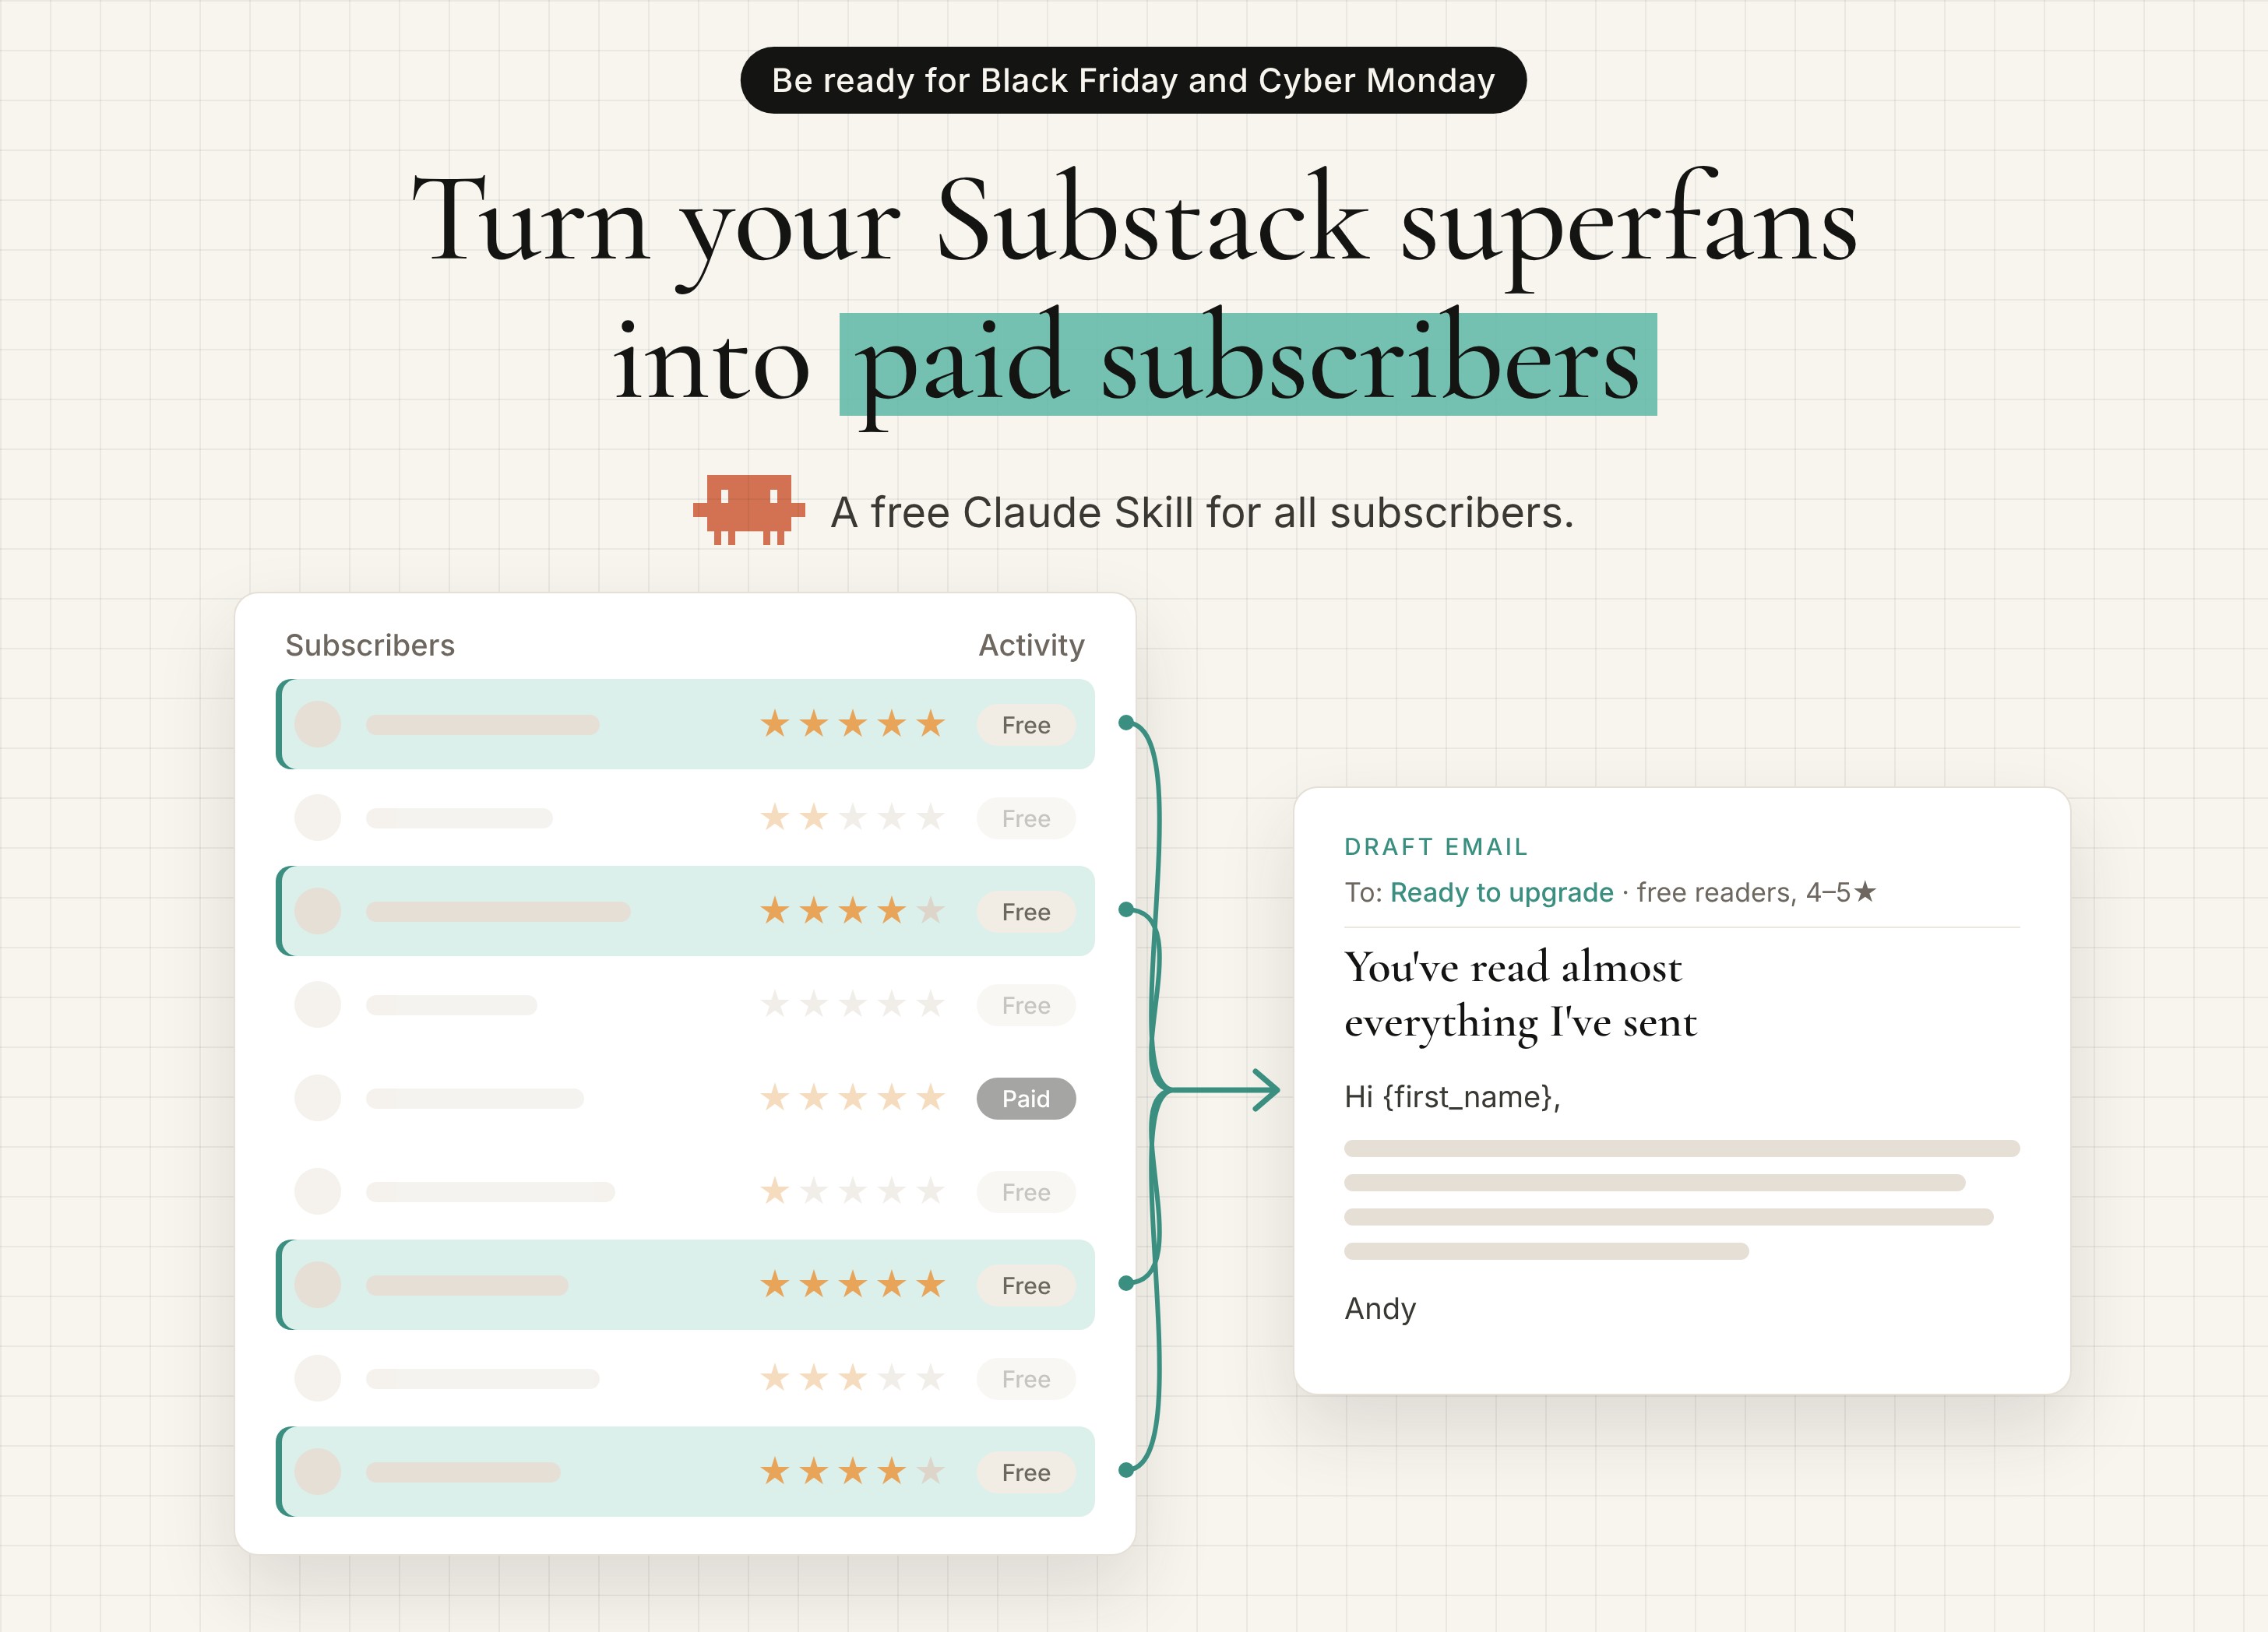 Be ready for Black Friday and Cyber Monday
Turn your Substack superfans
into paid subscribers
A free Claude Skill for all subscribers.
Subscribers Activity
★★★★★ Free
★★★★★ Free
★★★★★ Free
★★★★★ Free
★★★★★ Paid
★★★★★ Free
★★★★★ Free
★★★★★ Free
★★★★★ Free
DRAFT EMAIL
To: Ready to upgrade · free readers, 4–5★
You've read almost
everything I've sent
Hi {first_name},
Andy